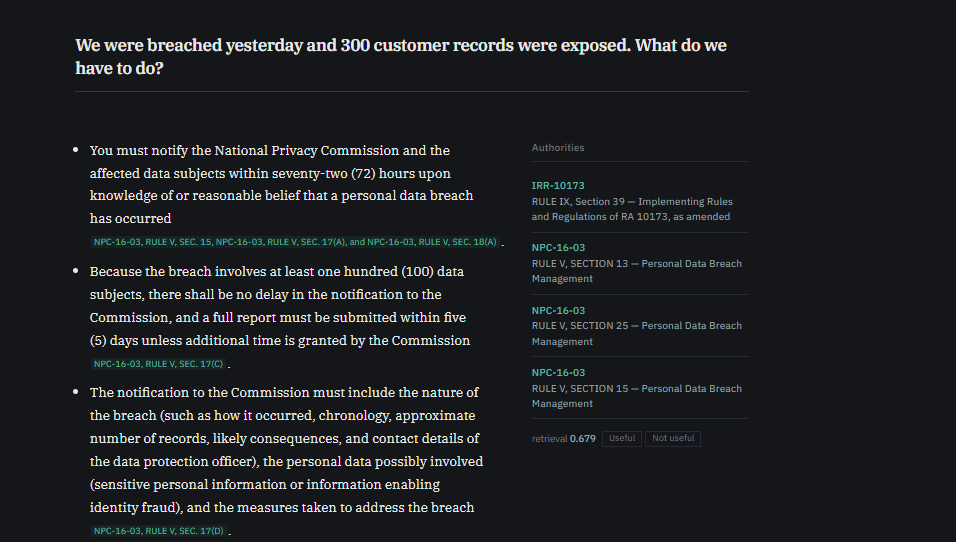 We were breached yesterday and 300 customer records were exposed. What do we
have to do?
• You must notify the National Privacy Commission and the
affected data subjects within seventy-two (72) hours upon
knowledge of or reasonable belief that a personal data breach
has occurred
NPC-16-03, RULE V, SEC. 15, NPC-16-03, RULE V, SEC. 17(A), and NPC-16-03, RULE V, SEC. 18(A) .
• Because the breach involves at least one hundred (100) data
subjects, there shall be no delay in the notification to the
Commission, and a full report must be submitted within five
(5) days unless additional time is granted by the Commission
NPC-16-03, RULE V, SEC. 17(C) .
• The notification to the Commission must include the nature of
the breach (such as how it occurred, chronology, approximate
number of records, likely consequences, and contact details of
the data protection officer), the personal data possibly involved
(sensitive personal information or information enabling
identity fraud), and the measures taken to address the breach
NPC-16-03, RULE V, SEC. 17(D) .
Authorities
IRR-10173
RULE IX, Section 39 — Implementing Rules
and Regulations of RA 10173, as amended
NPC-16-03
RULE V, SECTION 13 — Personal Data Breach
Management
NPC-16-03
RULE V, SECTION 25 — Personal Data Breach
Management
NPC-16-03
RULE V, SECTION 15 — Personal Data Breach
Management
retrieval 0.679 Useful Not useful